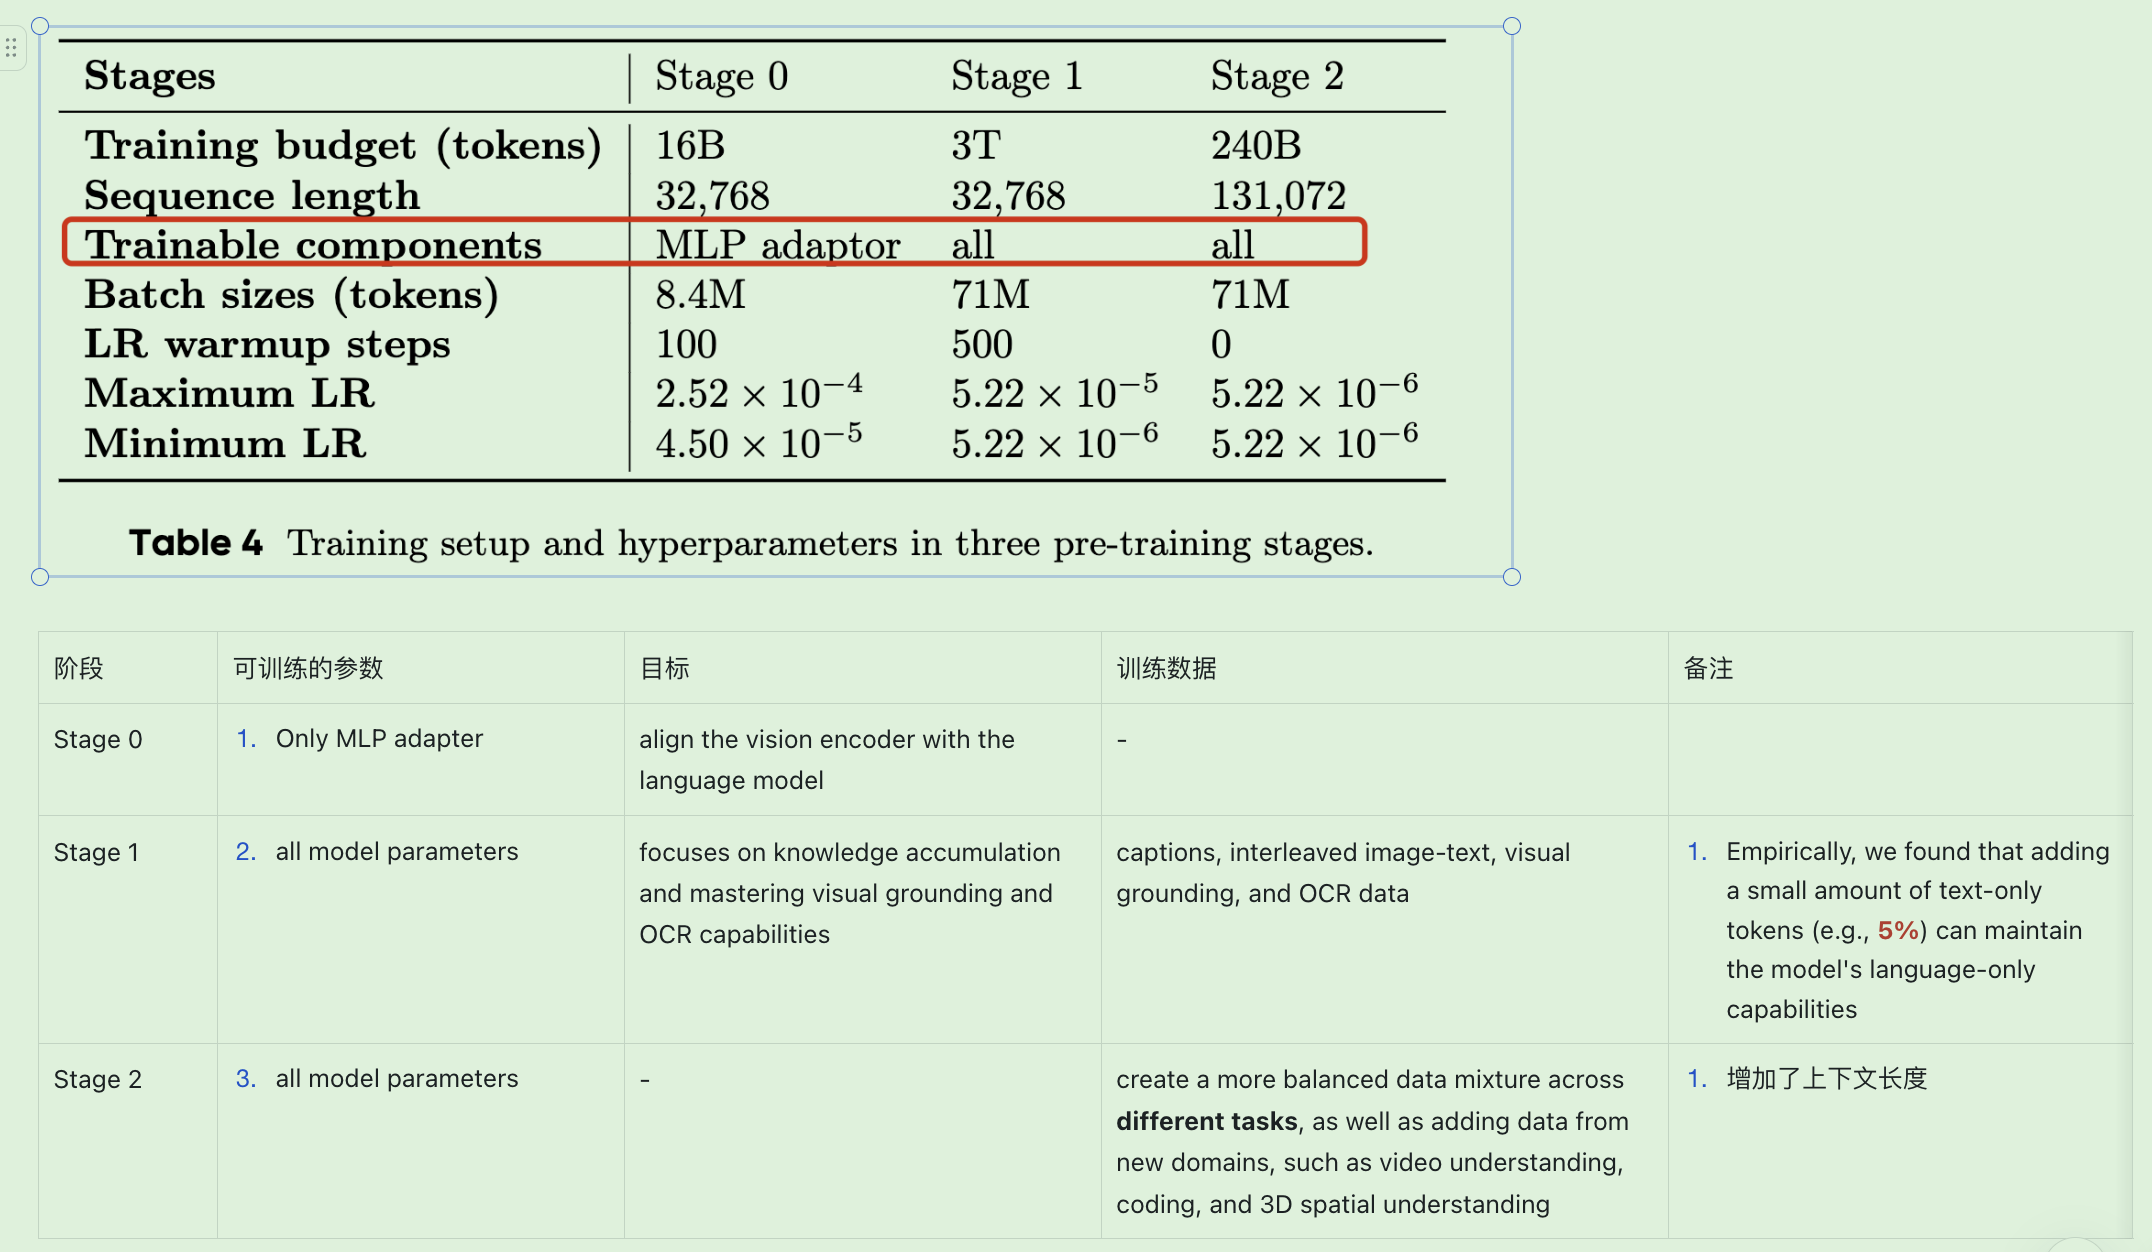 Stages Stage 0 Stage 1 Stage 2
Training budget (tokens) 16B 3T 240B
Sequence length 32,768 32,768 131,072
Trainable components MLP adaptor all all
Batch sizes (tokens) 8.4M 71M 71M
LR warmup steps 100 500 0
Maximum LR 2.52 × 10⁻⁴ 5.22 × 10⁻⁵ 5.22 × 10⁻⁶
Minimum LR 4.50 × 10⁻⁵ 5.22 × 10⁻⁶ 5.22 × 10⁻⁶
Table 4 Training setup and hyperparameters in three pre-training stages.
阶段 可训练的参数 目标 训练数据 备注
Stage 0
1. Only MLP adapter
align the vision encoder with the
language model
-
Stage 1
2. all model parameters
focuses on knowledge accumulation
and mastering visual grounding and
OCR capabilities
captions, interleaved image-text, visual
grounding, and OCR data
1. Empirically, we found that adding
a small amount of text-only
tokens (e.g., 5%) can maintain
the model's language-only
capabilities
Stage 2
3. all model parameters
-
create a more balanced data mixture across
different tasks, as well as adding data from
new domains, such as video understanding,
coding, and 3D spatial understanding
1. 增加了上下文长度